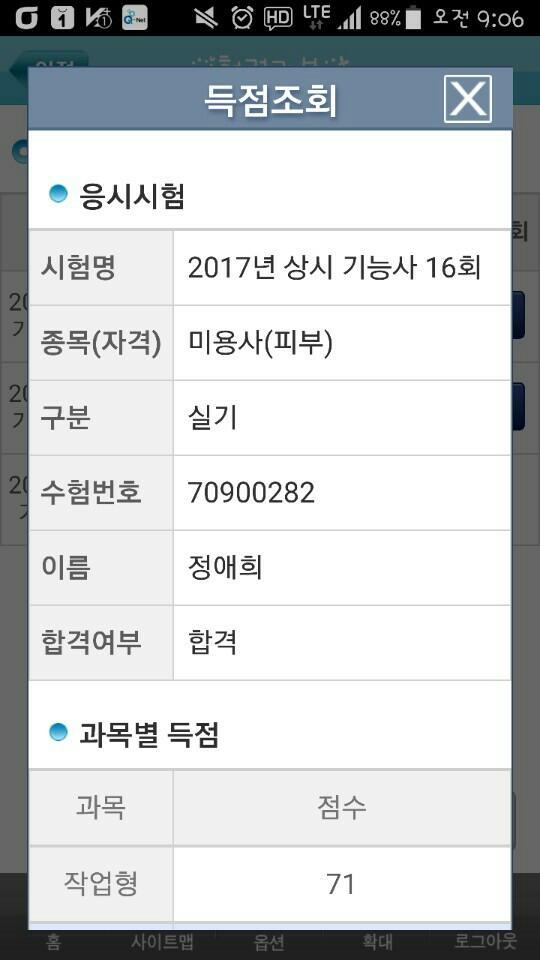 1
Q-Net
HD
LTE
88%
오전 9:06
득점조회
X
응시시험
시험명 2017년 상시 기능사 16회
종목(자격) 미용사(피부)
구분 실기
수험번호 70900282
이름 정애희
합격여부 합격
과목별 득점
과목 점수
작업형 71
홈 사이트맵 옵션 확대 로그아웃